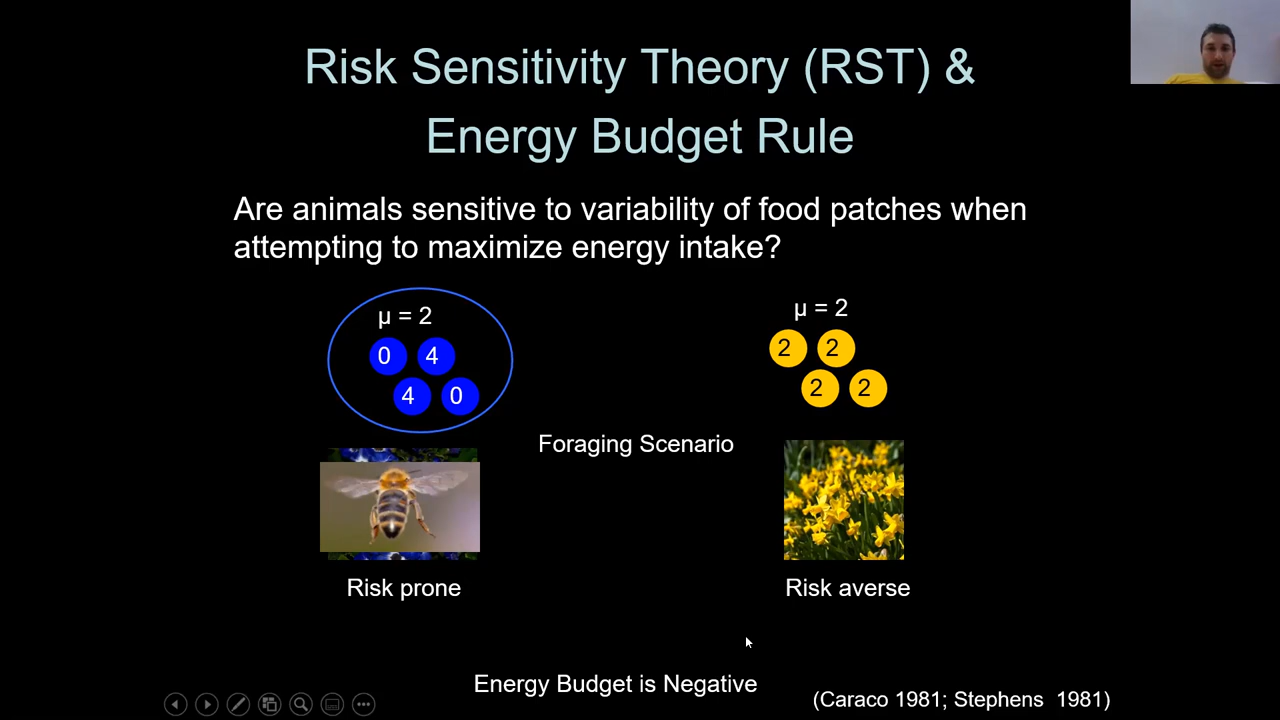 Risk Sensitivity Theory (RST) &
Energy Budget Rule
Are animals sensitive to variability of food patches when
attempting to maximize energy intake?
µ = 2
0 4
4 0
µ = 2
2 2
2 2
Foraging Scenario
Risk prone
Risk averse
Energy Budget is Negative
(Caraco 1981; Stephens 1981)